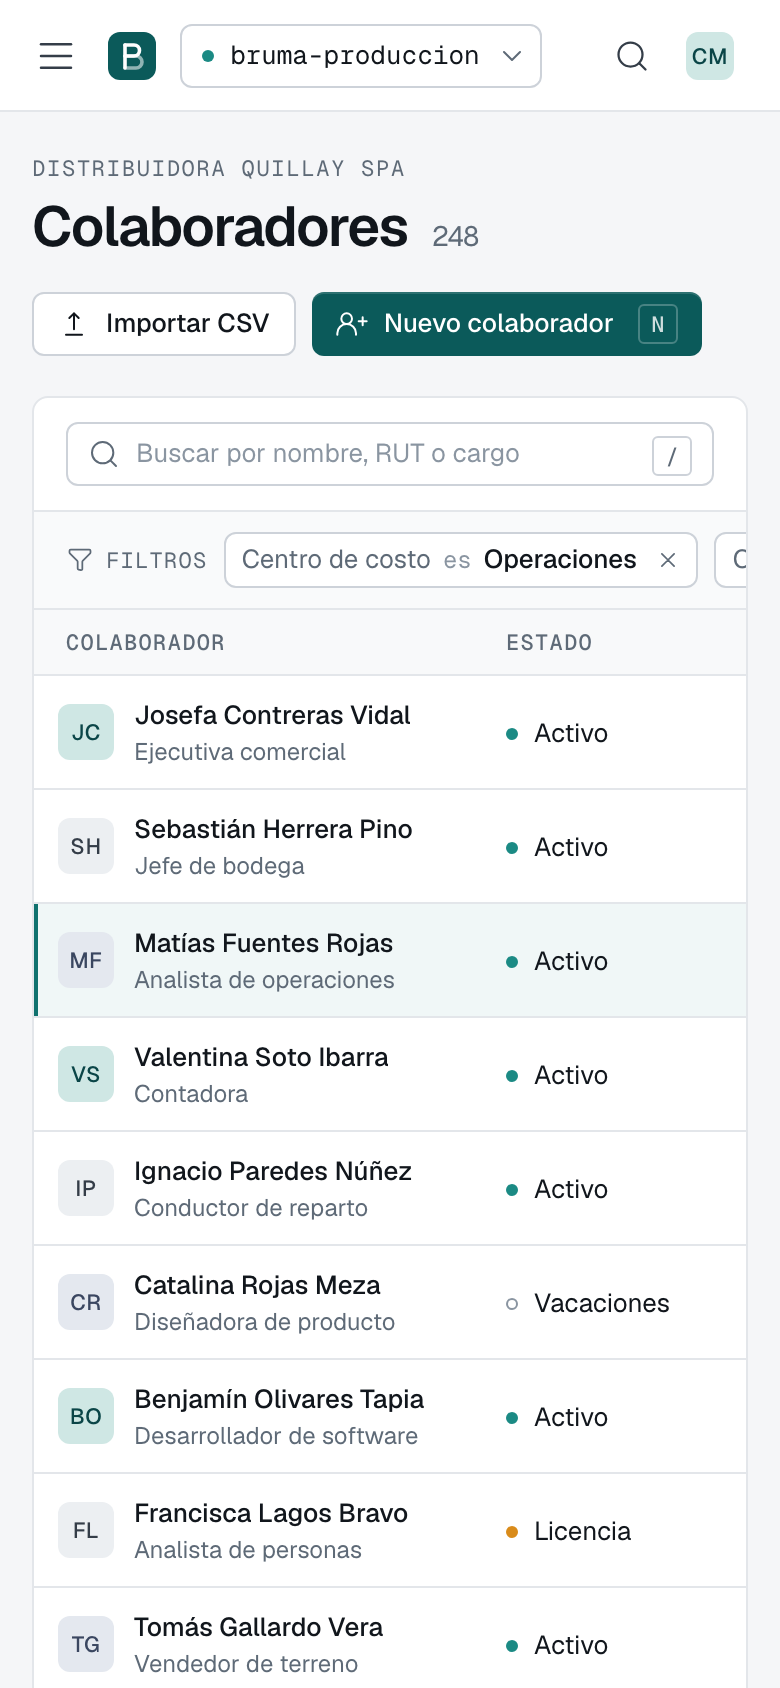 B bruma-produccion CM
DISTRIBUIDORA QUILLAY SPA
Colaboradores 248
Importar CSV
Nuevo colaborador N
Buscar por nombre, RUT o cargo /
FILTROS Centro de costo es Operaciones
COLABORADOR ESTADO
JC Josefa Contreras Vidal Activo
Ejecutiva comercial
SH Sebastián Herrera Pino Activo
Jefe de bodega
MF Matías Fuentes Rojas Activo
Analista de operaciones
VS Valentina Soto Ibarra Activo
Contadora
IP Ignacio Paredes Núñez Activo
Conductor de reparto
CR Catalina Rojas Meza Vacaciones
Diseñadora de producto
BO Benjamín Olivares Tapia Activo
Desarrollador de software
FL Francisca Lagos Bravo Licencia
Analista de personas
TG Tomás Gallardo Vera Activo
Vendedor de terreno